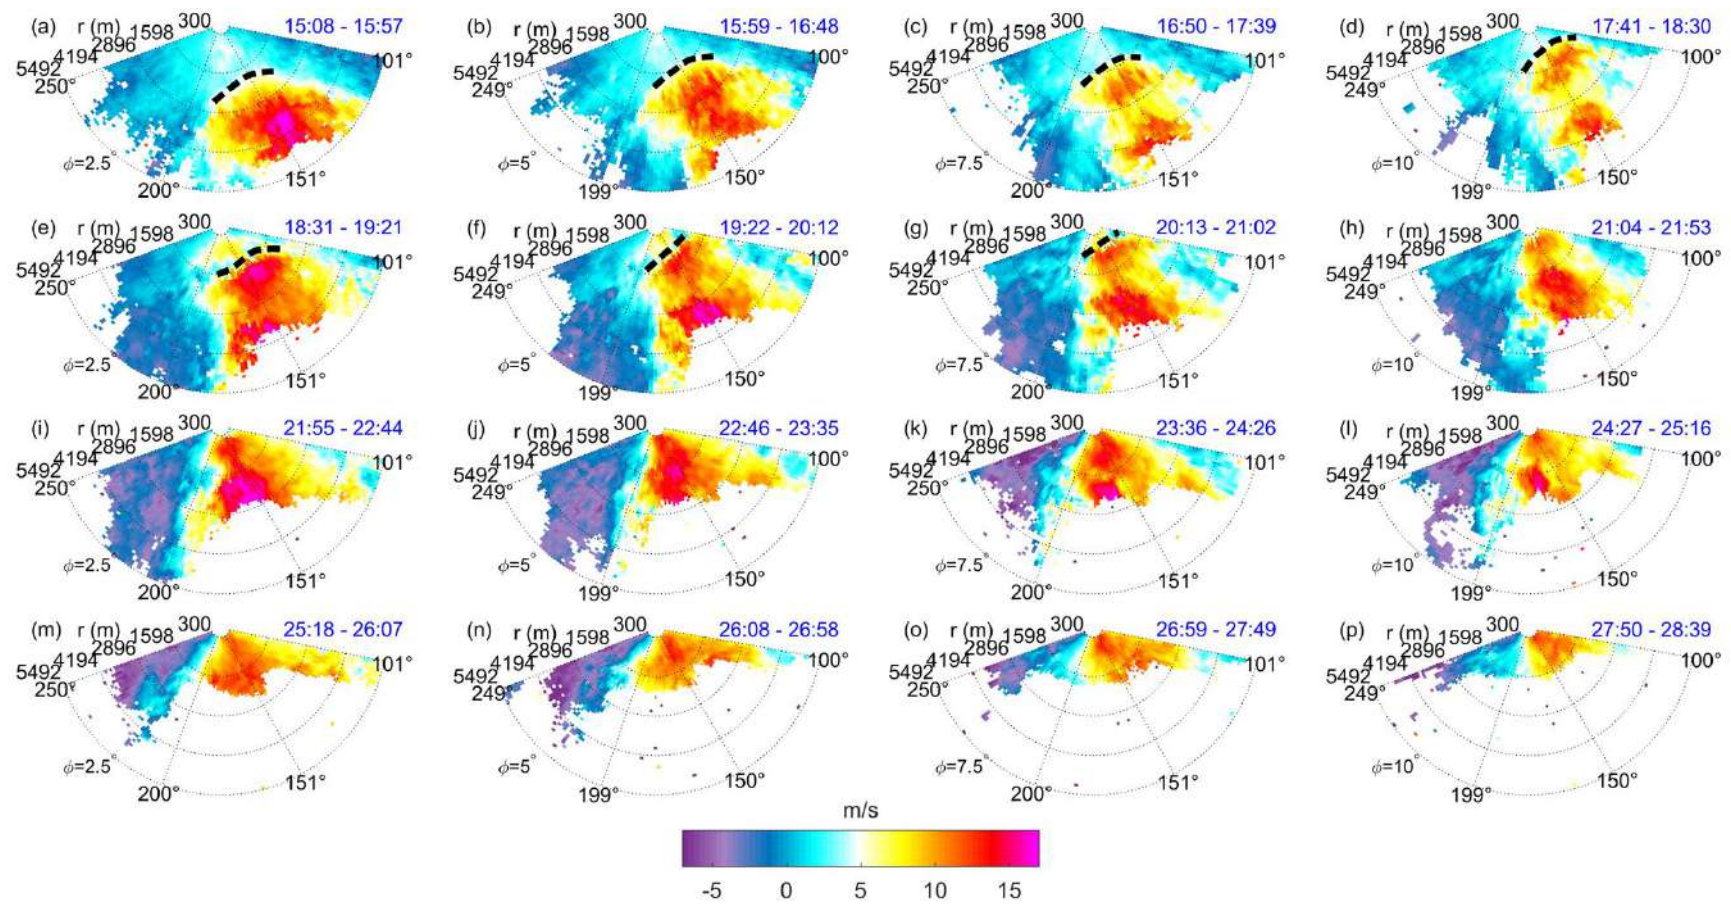 (a) r (m) 1598 300 15:08 - 15:57
5492 4194 2896 101°
250°
ϕ=2.5° 200° 151°
(b) r (m) 1598 300 15:59 - 16:48
5492 4194 2896 100°
249°
ϕ=5° 199° 150°
(c) r (m) 1598 300 16:50 - 17:39
5492 4194 2896 101°
250°
ϕ=7.5° 200° 151°
(d) r (m) 1598 300 17:41 - 18:30
5492 4194 2896 100°
249°
ϕ=10° 199° 150°
(e) r (m) 1598 300 18:31 - 19:21
5492 4194 2896 101°
250°
ϕ=2.5° 200° 151°
(f) r (m) 1598 300 19:22 - 20:12
5492 4194 2896 100°
249°
ϕ=5° 199° 150°
(g) r (m) 1598 300 20:13 - 21:02
5492 4194 2896 101°
250°
ϕ=7.5° 200° 151°
(h) r (m) 1598 300 21:04 - 21:53
5492 4194 2896 100°
249°
ϕ=10° 199° 150°
(i) r (m) 1598 300 21:55 - 22:44
5492 4194 2896 101°
250°
ϕ=2.5° 200° 151°
(j) r (m) 1598 300 22:46 - 23:35
5492 4194 2896 100°
249°
ϕ=5° 199° 150°
(k) r (m) 1598 300 23:36 - 24:26
5492 4194 2896 101°
250°
ϕ=7.5° 200° 151°
(l) r (m) 1598 300 24:27 - 25:16
5492 4194 2896 100°
249°
ϕ=10° 199° 150°
(m) r (m) 1598 300 25:18 - 26:07
5492 4194 2896 101°
250°
ϕ=2.5° 200° 151°
(n) r (m) 1598 300 26:08 - 26:58
5492 4194 2896 100°
249°
ϕ=5° 199° 150°
(o) r (m) 1598 300 26:59 - 27:49
5492 4194 2896 101°
250°
ϕ=7.5° 200° 151°
(p) r (m) 1598 300 27:50 - 28:39
5492 4194 2896 100°
249°
ϕ=10° 199° 150°
m/s
-5 0 5 10 15